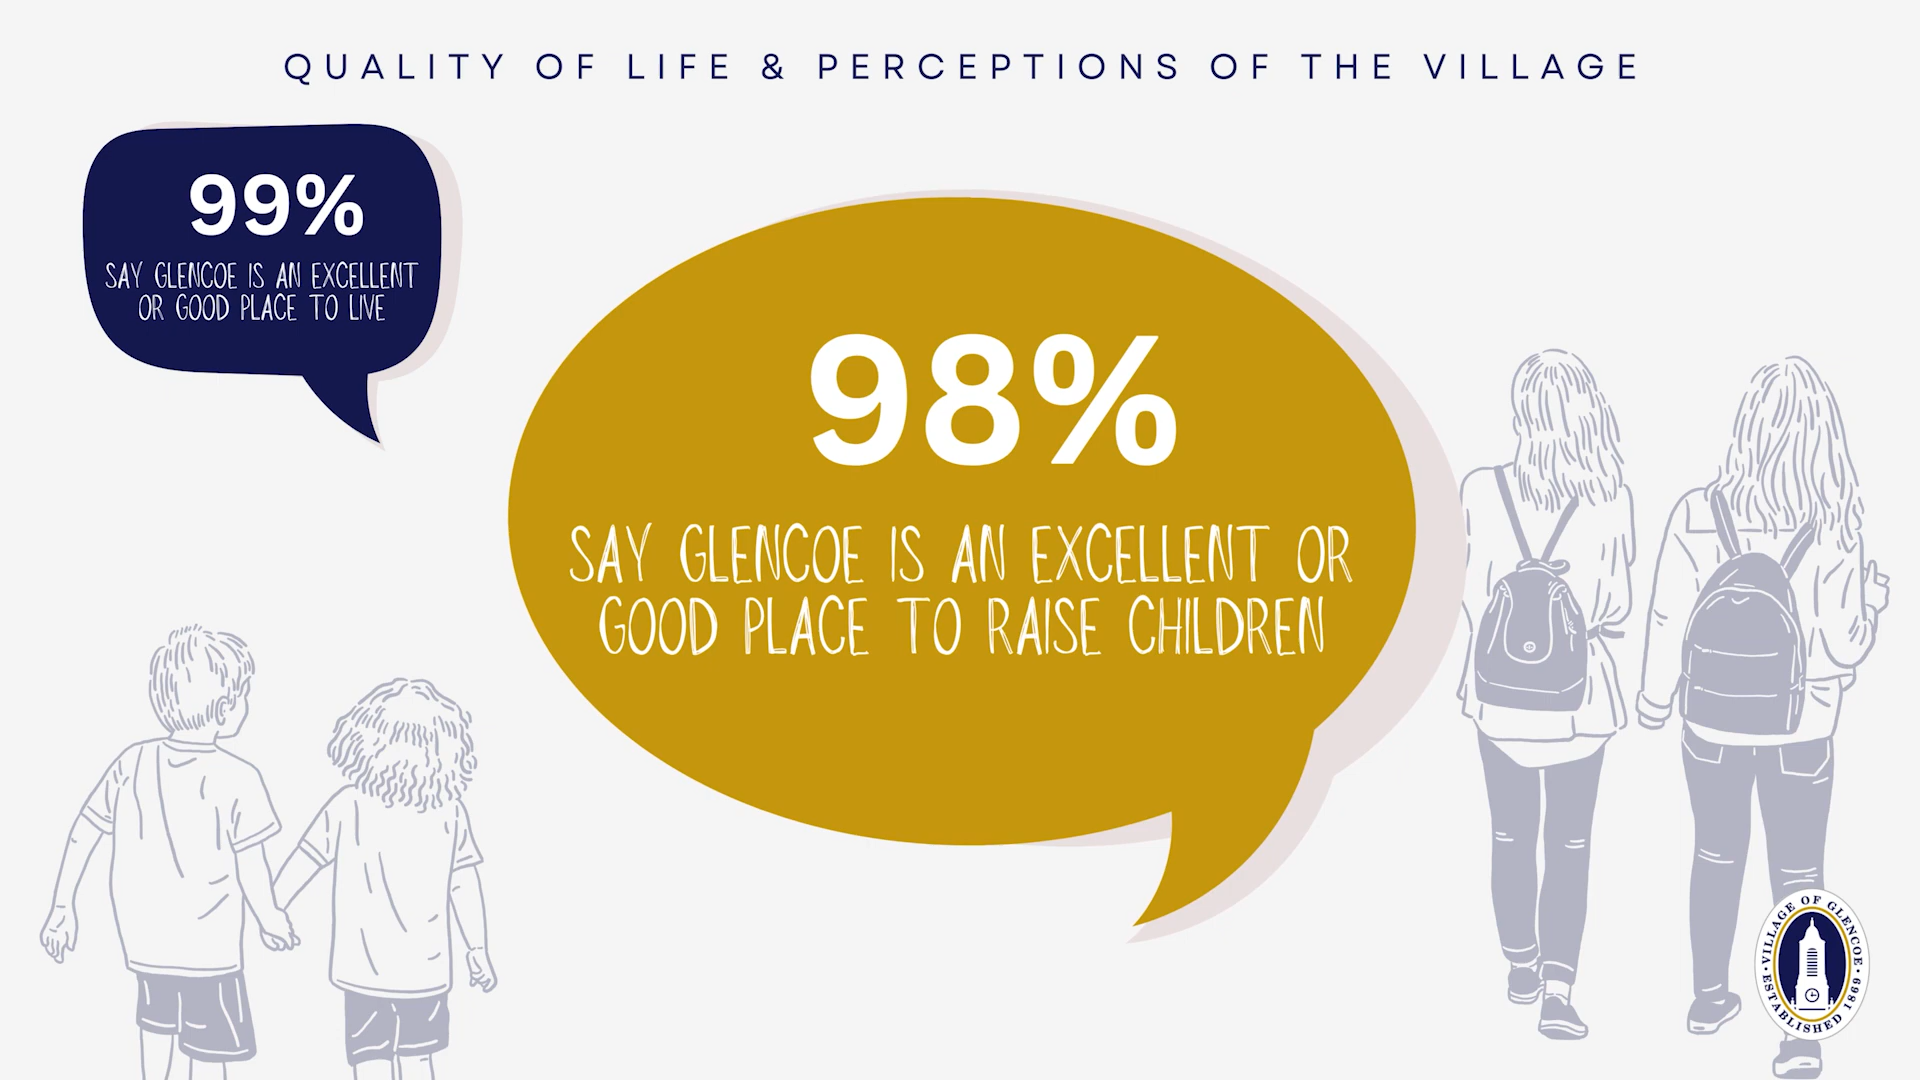 QUALITY OF LIFE & PERCEPTIONS OF THE VILLAGE
99%
SAY GLENCOE IS AN EXCELLENT
OR GOOD PLACE TO LIVE
98%
SAY GLENCOE IS AN EXCELLENT OR
GOOD PLACE TO RAISE CHILDREN
VILLAGE OF GLENCOE
ESTABLISHED 1869